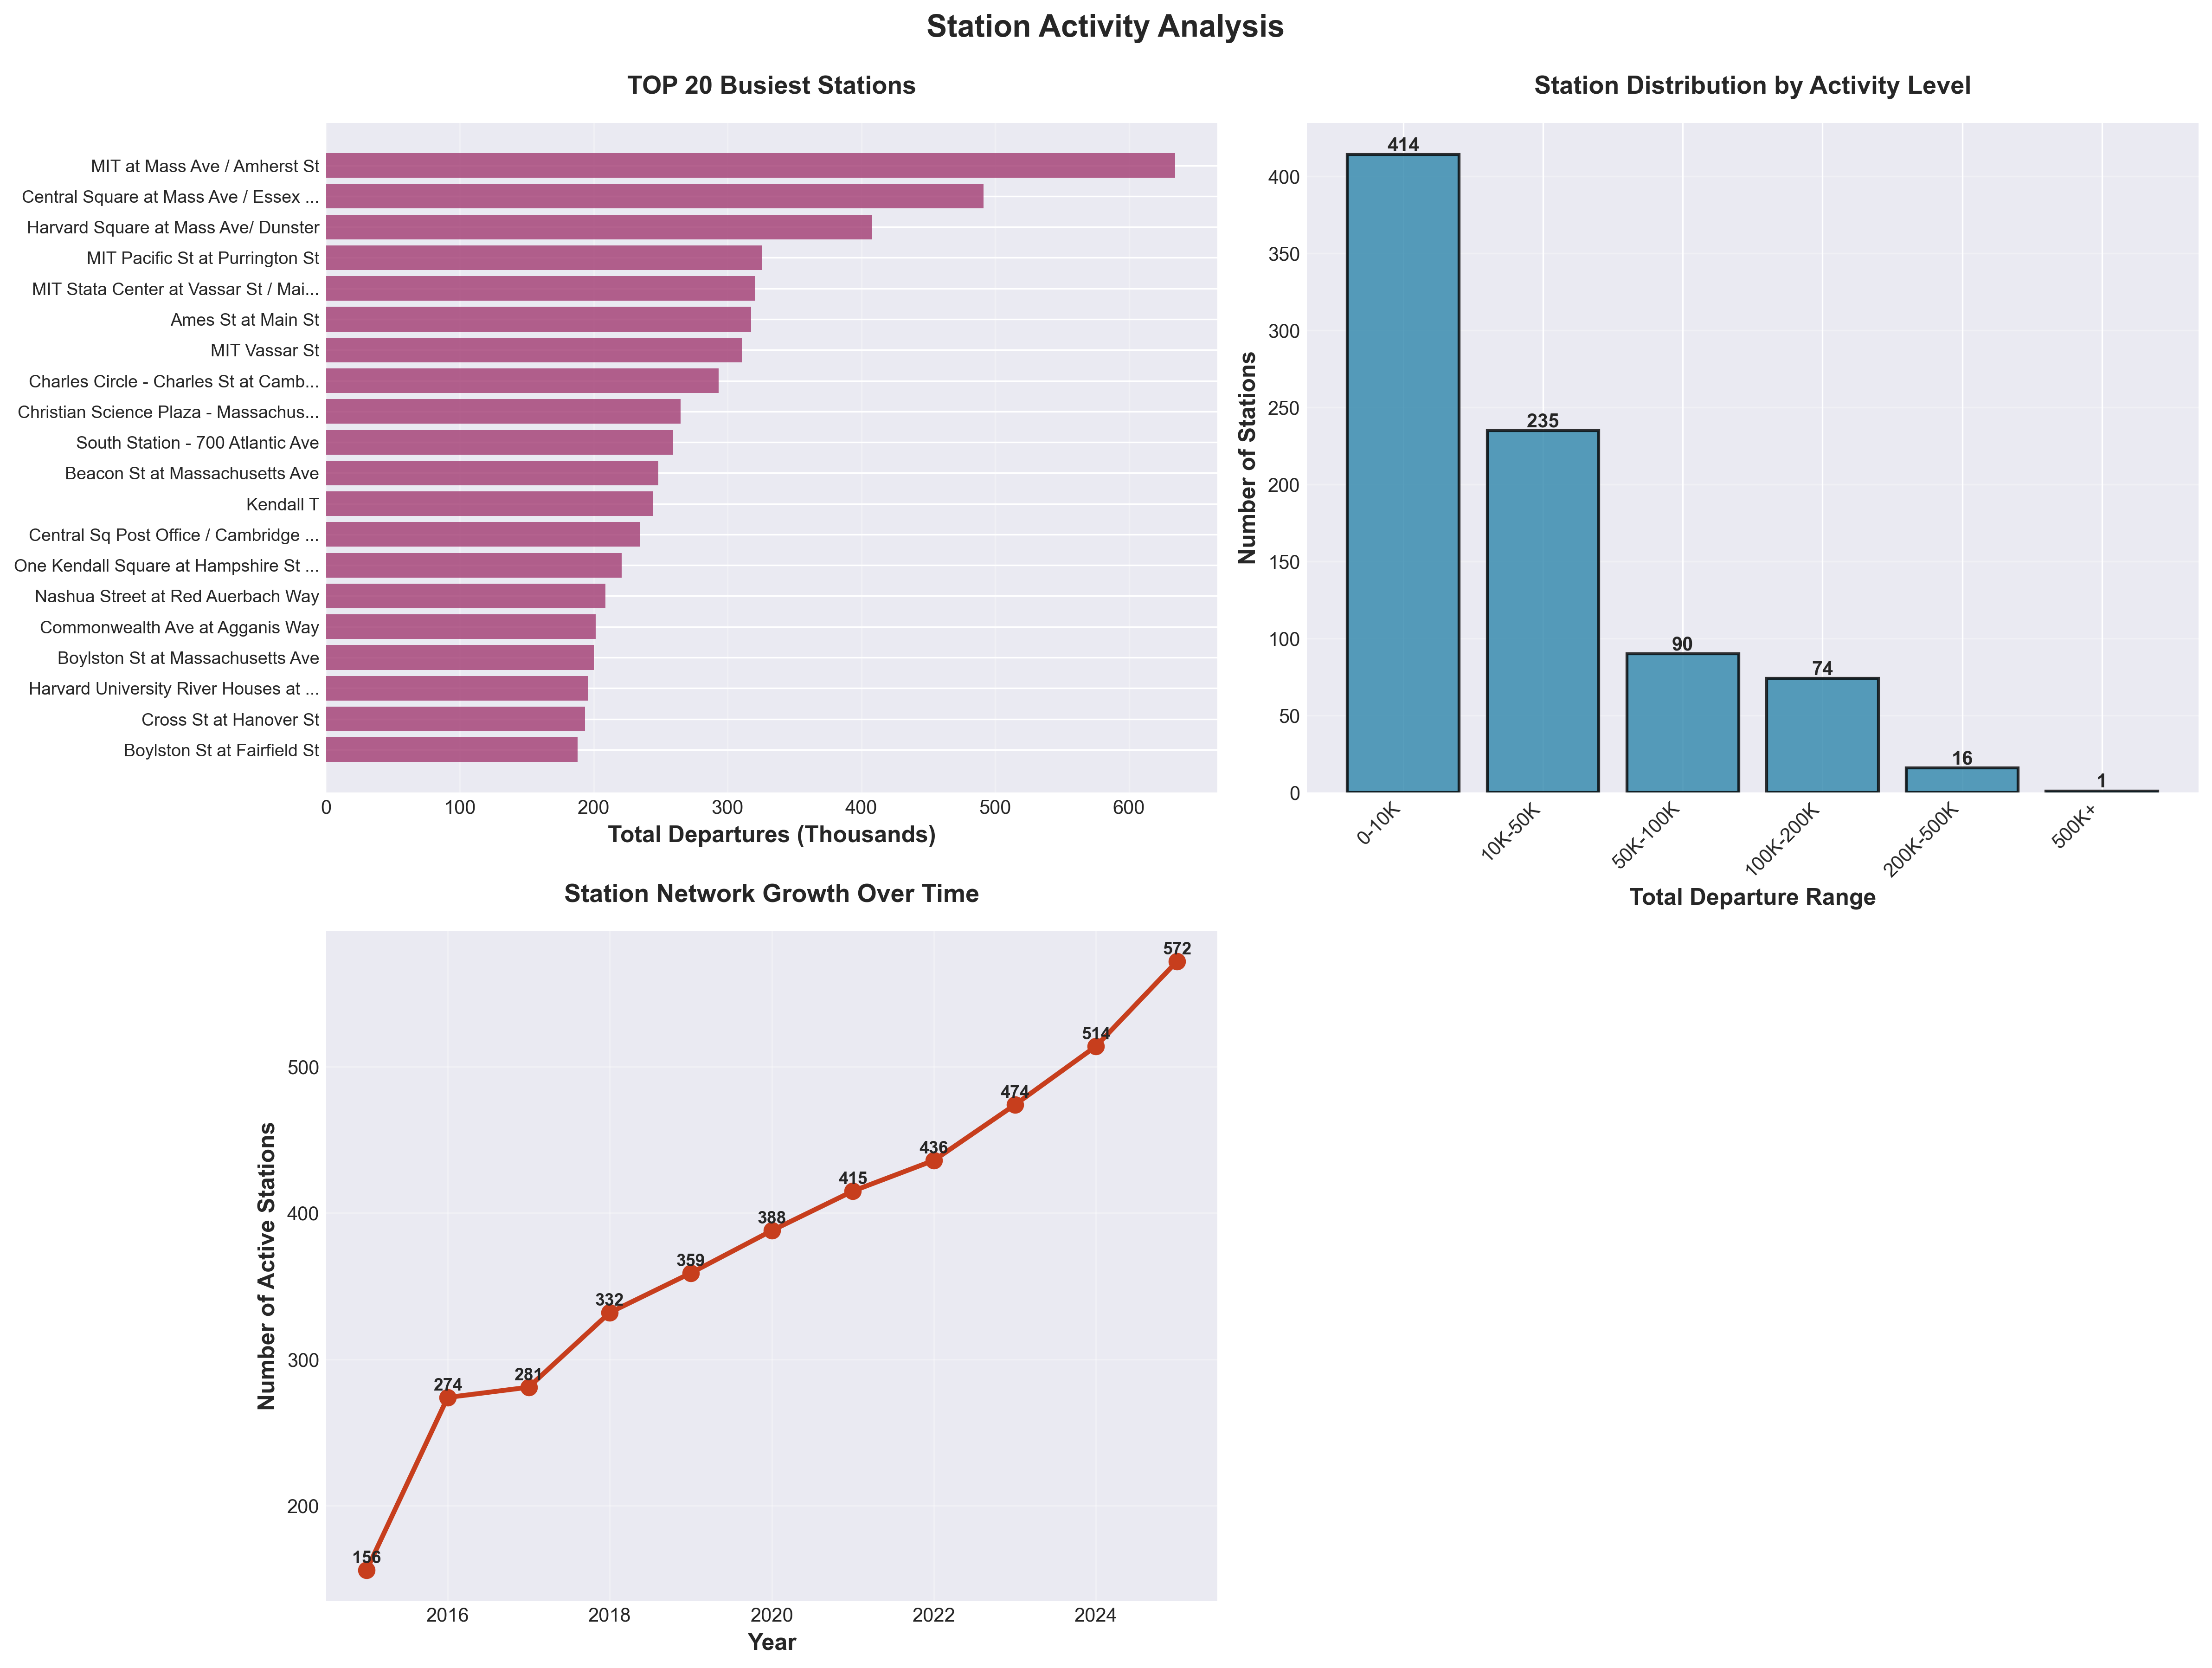 Station Activity Analysis
TOP 20 Busiest Stations
MIT at Mass Ave / Amherst St
Central Square at Mass Ave / Essex ...
Harvard Square at Mass Ave/ Dunster
MIT Pacific St at Purrington St
MIT Stata Center at Vassar St / Mai...
Ames St at Main St
MIT Vassar St
Charles Circle - Charles St at Camb...
Christian Science Plaza - Massachus...
South Station - 700 Atlantic Ave
Beacon St at Massachusetts Ave
Kendall T
Central Sq Post Office / Cambridge ...
One Kendall Square at Hampshire St ...
Nashua Street at Red Auerbach Way
Commonwealth Ave at Agganis Way
Boylston St at Massachusetts Ave
Harvard University River Houses at ...
Cross St at Hanover St
Boylston St at Fairfield St
0 100 200 300 400 500 600
Total Departures (Thousands)
Station Distribution by Activity Level
Number of Stations
400
350
300
250
200
150
100
50
0
414
235
90
74
16
1
0-10K
10K-50K
50K-100K
100K-200K
200K-500K
500K+
Total Departure Range
Station Network Growth Over Time
Number of Active Stations
500
400
300
200
156
274
281
332
359
388
415
436
474
514
572
2016 2018 2020 2022 2024
Year